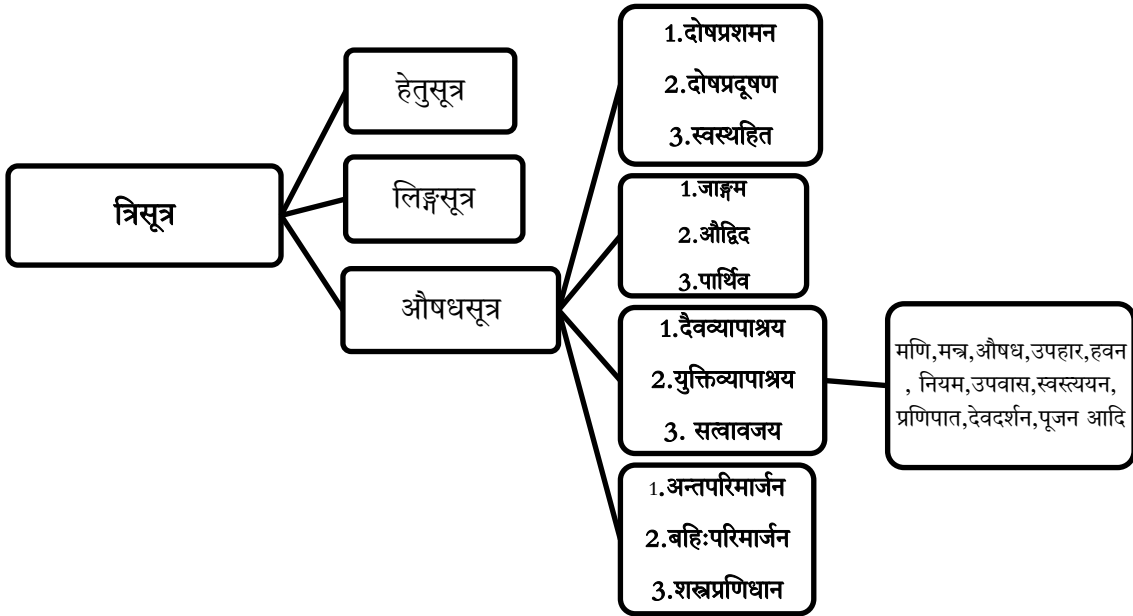 त्रिसूत्र
हेतुसूत्र
लिङ्गसूत्र
औषधसूत्र
1.दोषप्रशमन
2.दोषप्रदूषण
3.स्वस्थहित
1.जाङ्गम
2.औद्विद
3.पार्थिव
1.दैवव्यापाश्रय
2.युक्तिव्यापाश्रय
3. सत्वावजय
1.अन्तपरिमार्जन
2.बहिःपरिमार्जन
3.शस्त्रप्रणिधान
मणि,मन्त्र,औषध,उपहार,हवन
, नियम,उपवास,स्वस्त्ययन,
प्रणिपात,देवदर्शन,पूजन आदि